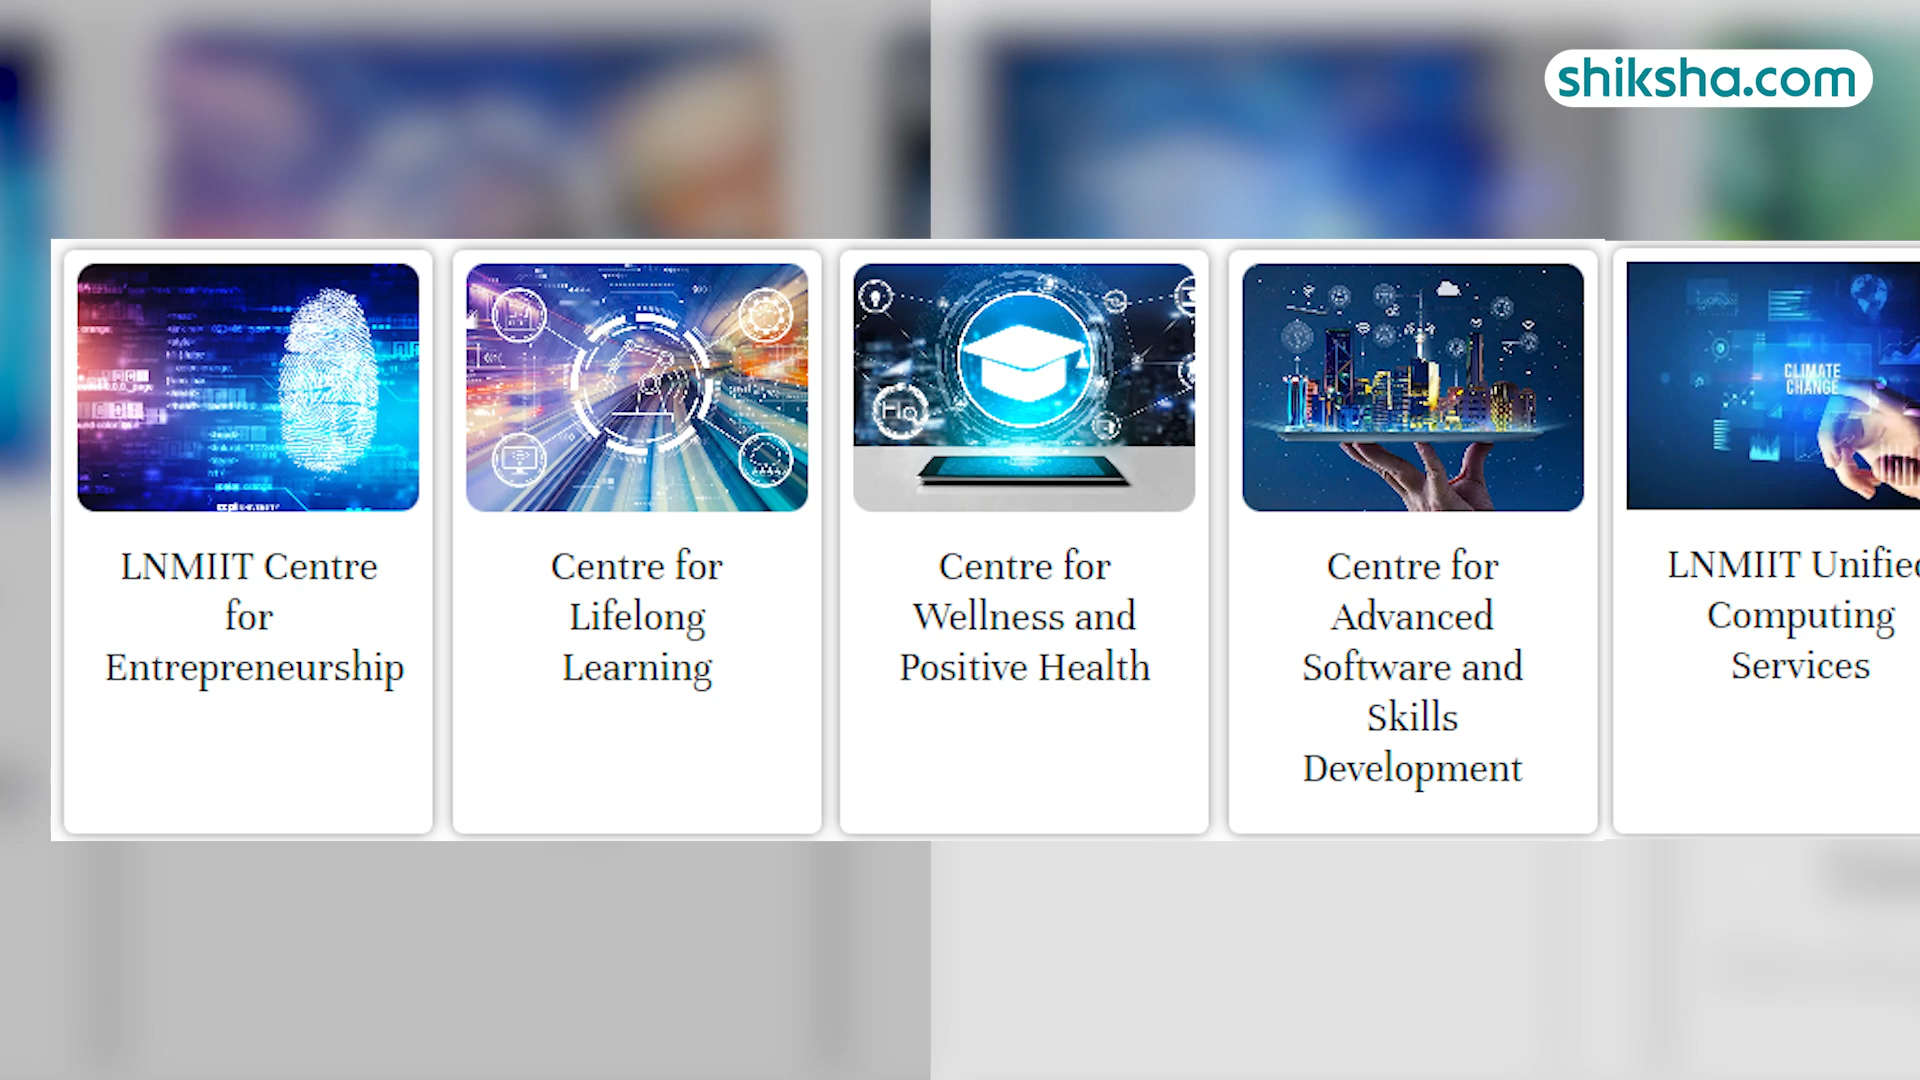 shiksha.com
LNMIIT Centre
for
Entrepreneurship
Centre for
Lifelong
Learning
Centre for
Wellness and
Positive Health
Centre for
Advanced
Software and
Skills
Development
CLIMATE
CHANGE
LNMIIT Unified
Computing
Services